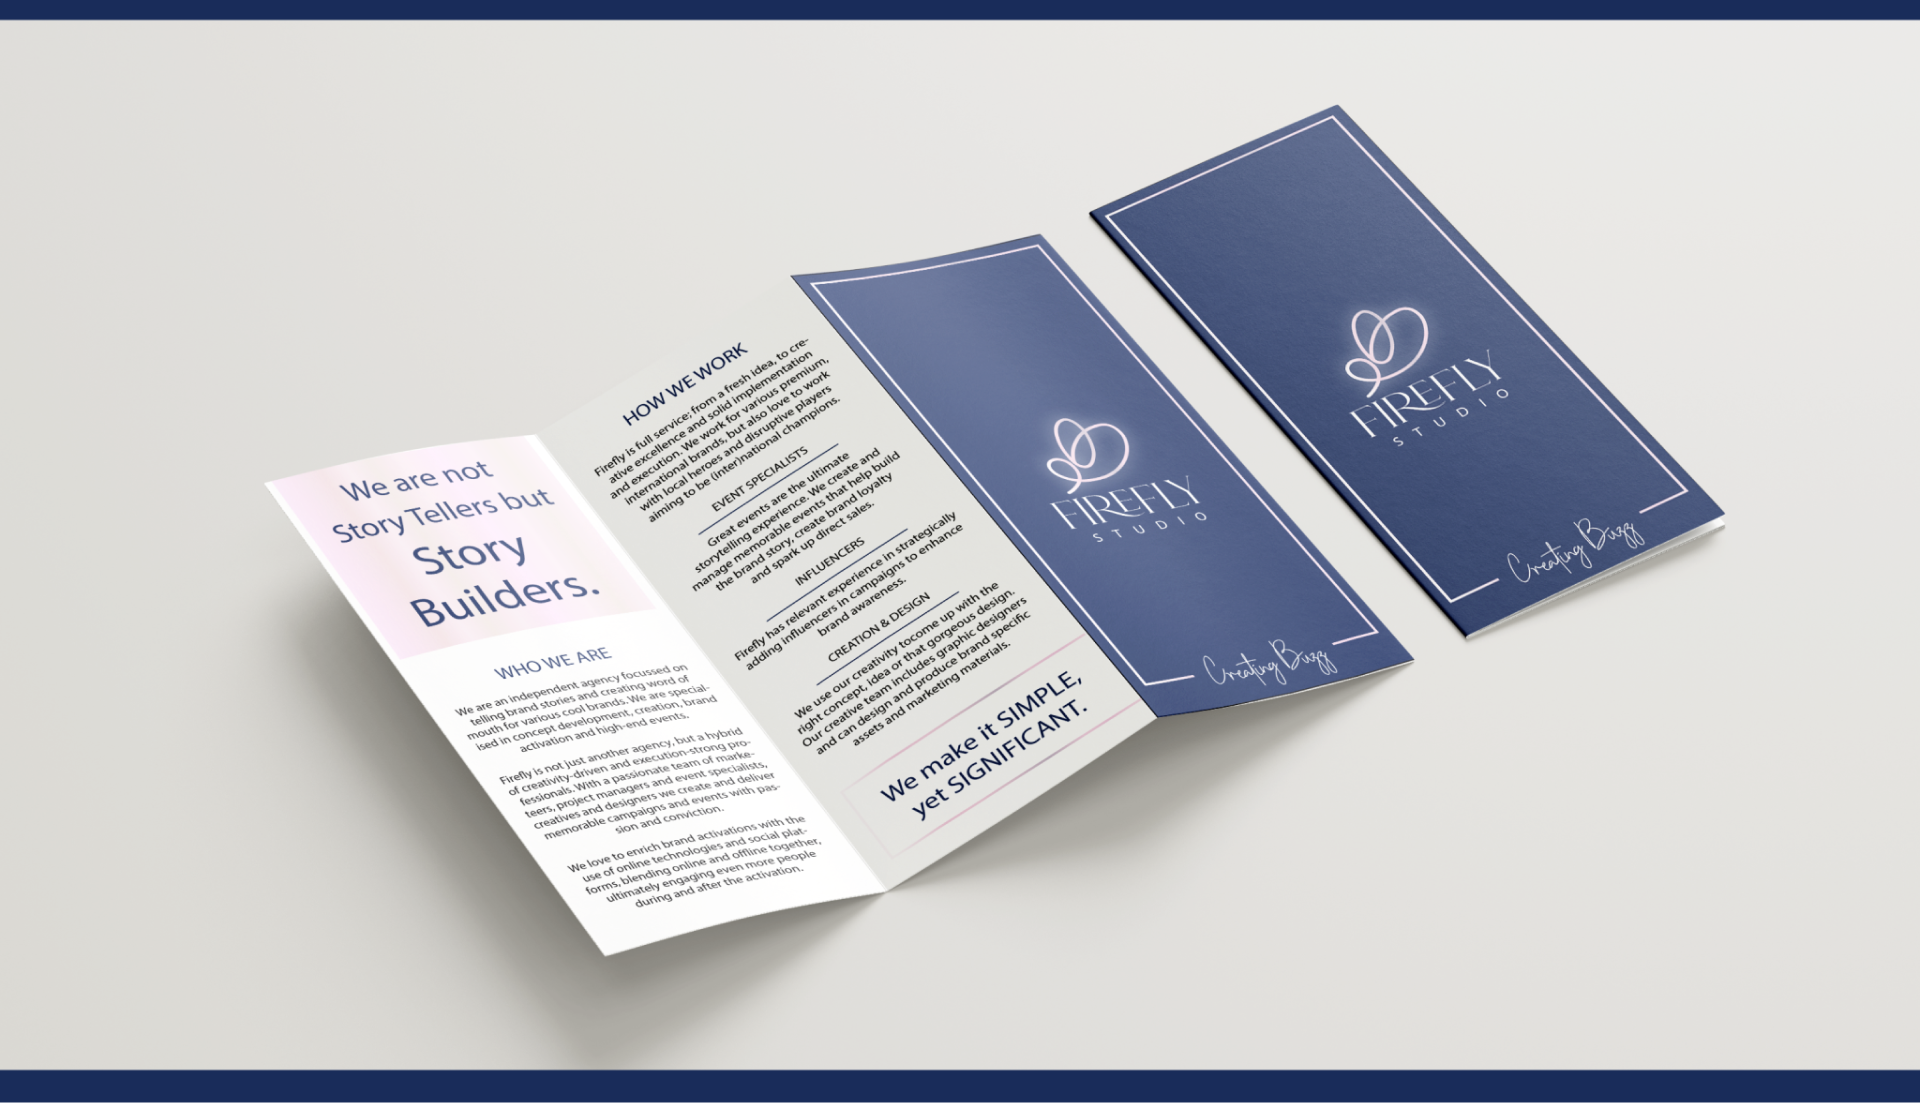 We are not
Story Tellers but
Story
Builders.
WHO WE ARE
We are an independent agency focussed on
telling brand stories and creating word of
mouth for various cool brands. We are special-
ised in concept development, creation, brand
activation and high-end events.
Firefly is not just another agency, but a hybrid
of creativity-driven and execution-strong pro-
fessionals. With a passionate team of marke-
teers, project managers and event specialists,
creatives and designers we create and deliver
memorable campaigns and events with pas-
sion and conviction.
We love to enrich brand activations with the
use of online technologies and social plat-
forms, blending online and offline together,
ultimately engaging even more people
during and after the activation.
HOW WE WORK
Firefly is full service; from a fresh idea, to cre-
ative excellence and solid implementation
and execution. We work for various premium,
international brands, but also love to work
with local heroes and disruptive players
aiming to be (inter)national champions.
EVENT SPECIALISTS
Great events are the ultimate
storytelling experience. We create and
manage memorable events that help build
the brand story, create brand loyalty
and spark up direct sales.
INFLUENCERS
Firefly has relevant experience in strategically
adding influencers in campaigns to enhance
brand awareness.
CREATION & DESIGN
We use our creativity tocome up with the
right concept, idea or that gorgeous design.
Our creative team includes graphic designers
and can design and produce brand specific
assets and marketing materials.
We make it SIMPLE,
yet SIGNIFICANT.
FIREFLY
STUDIO
Creating Buzz
FIREFLY
STUDIO
Creating Buzz